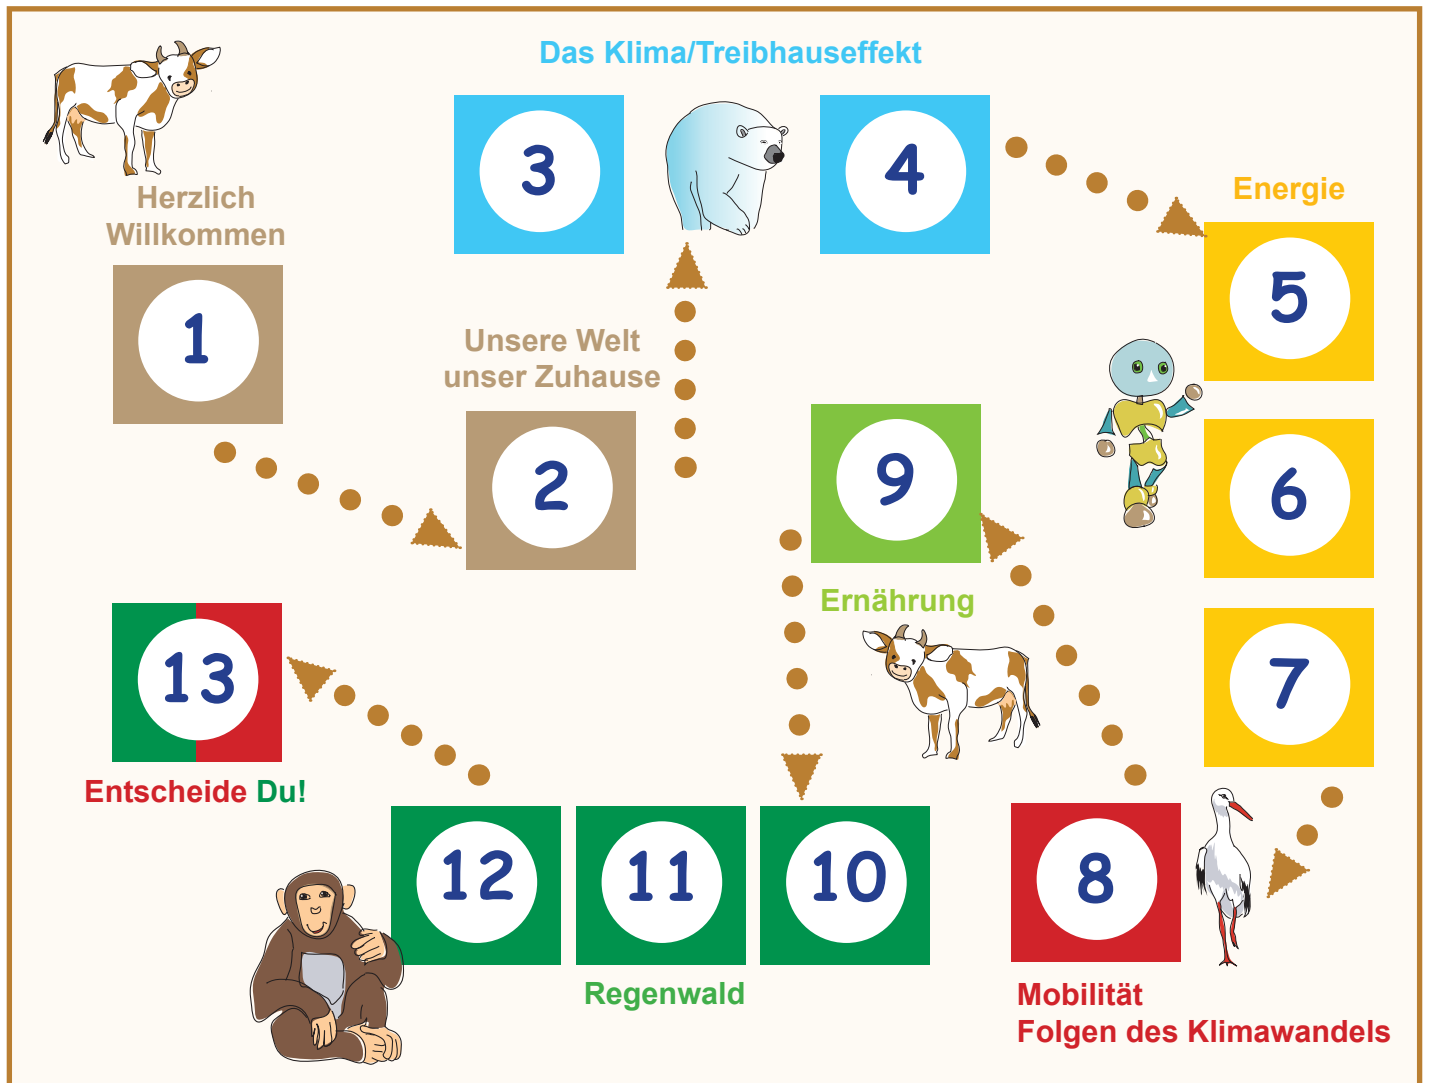 Das Klima/Treibhauseffekt
3
4
Herzlich
Willkommen
1
Energie
5
Unsere Welt
unser Zuhause
2
9
6
Ernährung
13
7
Entscheide Du!
12
11
10
8
Regenwald
Mobilität
Folgen des Klimawandels